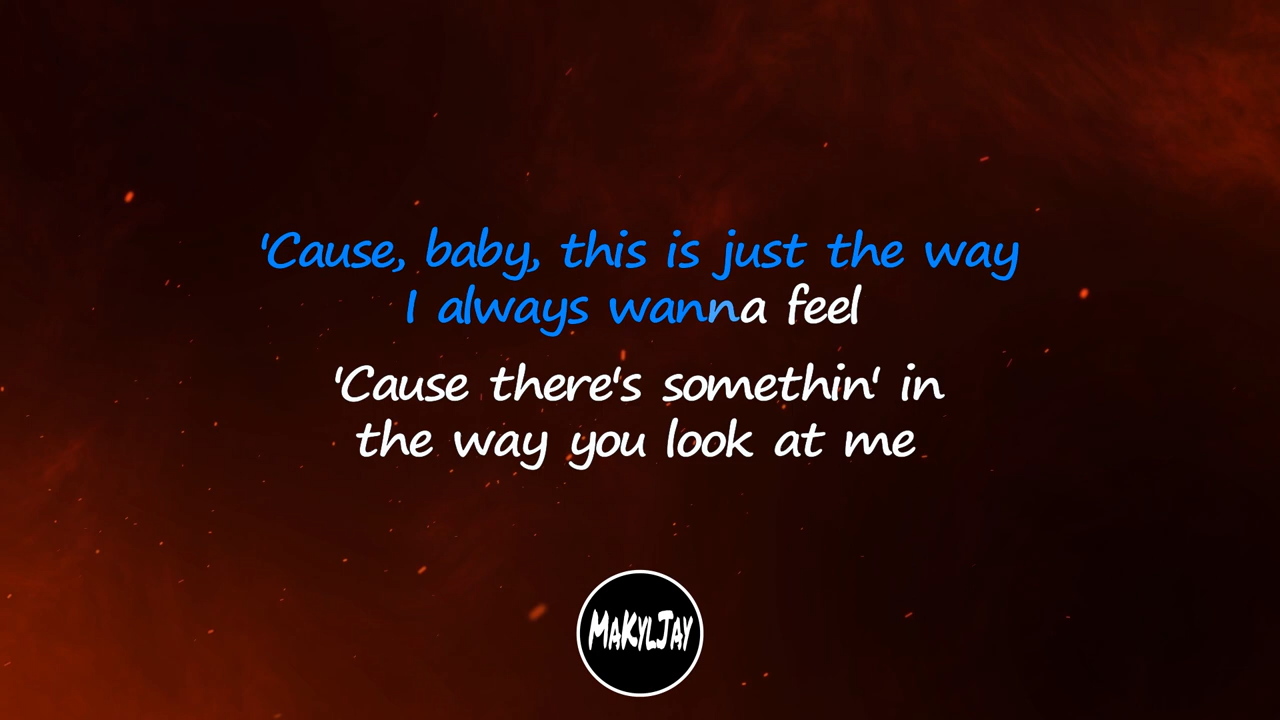 'Cause, baby, this is just the way
I always wanna feel
'Cause there's somethin' in
the way you look at me
MAKYLJAY